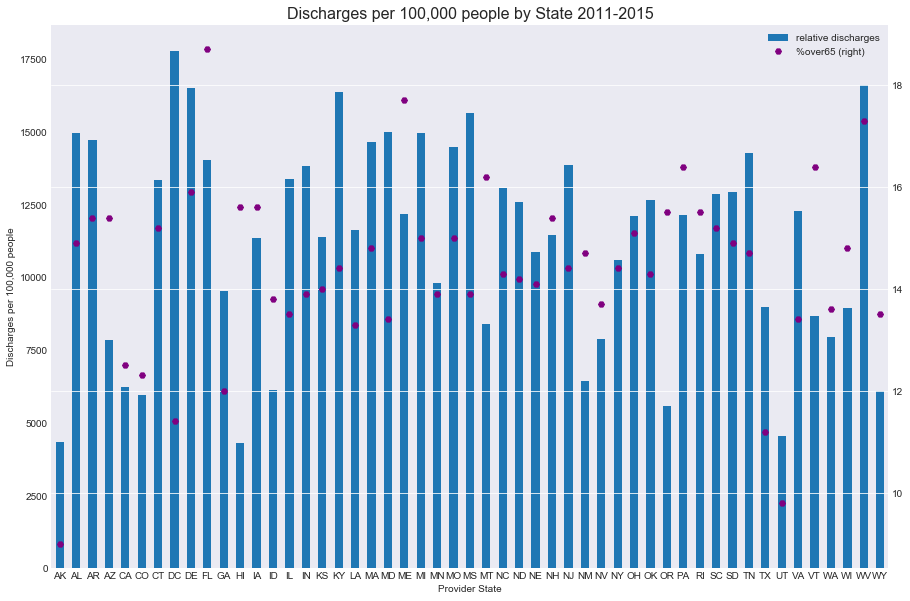 Discharges per 100,000 people by State 2011-2015
relative discharges
%over65 (right)
17500
15000
12500
10000
7500
5000
2500
0
Discharges per 100,000 people
18
16
14
12
10
AK AL AR AZ CA CO CT DC DE FL GA HI IA ID IL IN KS KY LA MA MD ME MI MN MO MS MT NC ND NE NH NJ NM NV NY OH OK OR PA RI SC SD TN TX UT VA VT WA WI WV WY
Provider State